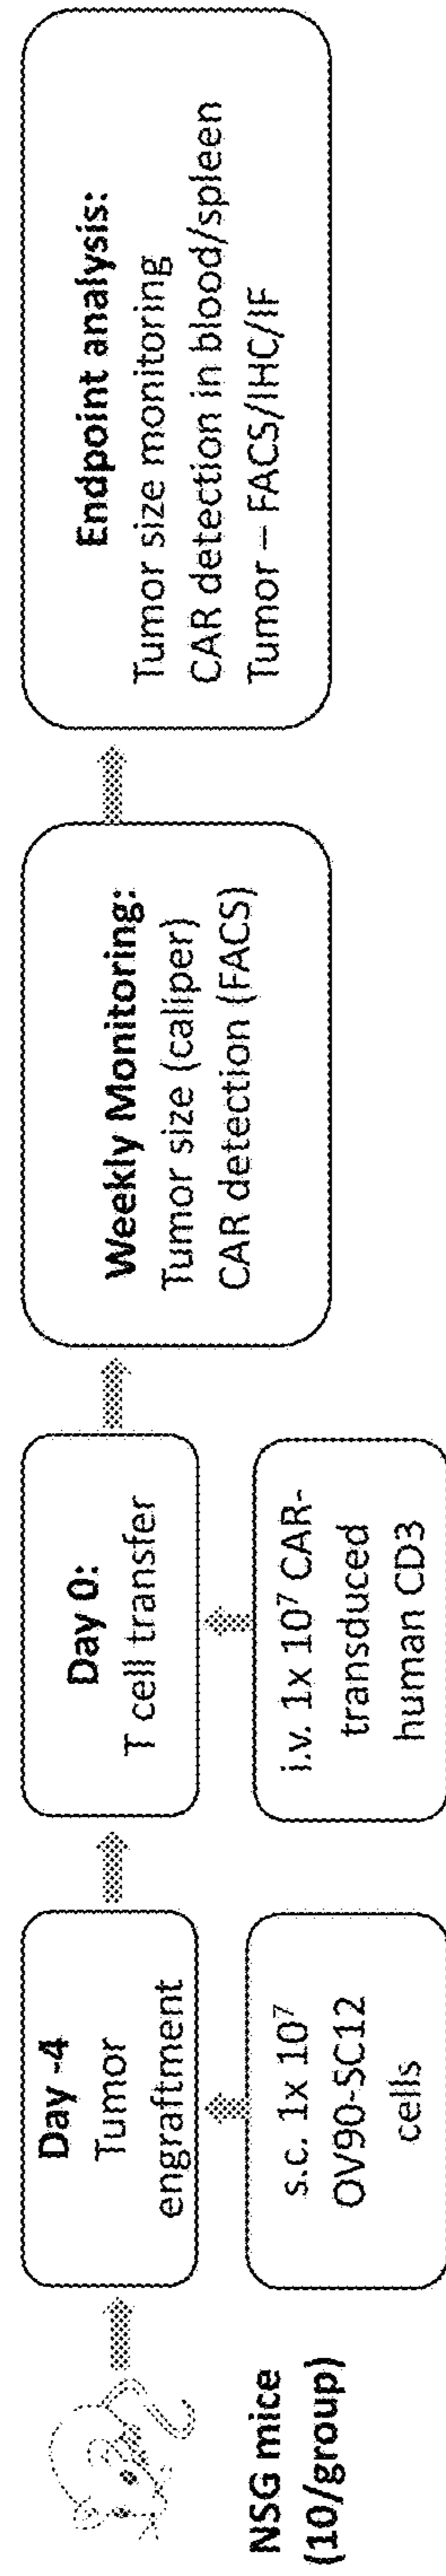 NSG mice
(10/group)
Day -4
Tumor
engraftment
s.c. 1x 10⁷
OV90-SC12
cells
Day 0:
T cell transfer
i.v. 1x 10⁷ CAR-
transduced
human CD3
Weekly Monitoring:
Tumor size (caliper)
CAR detection (FACS)
Endpoint analysis:
Tumor size monitoring
CAR detection in blood/spleen
Tumor – FACS/IHC/IF